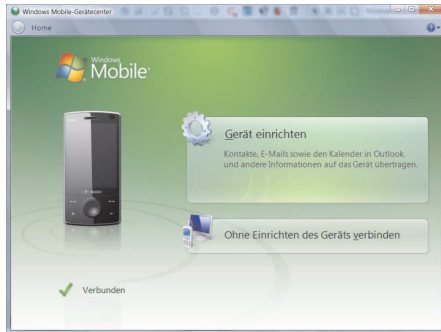 Windows Mobile-Gerätecenter
Home
Windows
Mobile
Gerät einrichten
Kontakte, E-Mails sowie den Kalender in Outlook
und andere Informationen auf das Gerät übertragen.
Ohne Einrichten des Geräts verbinden
Verbunden